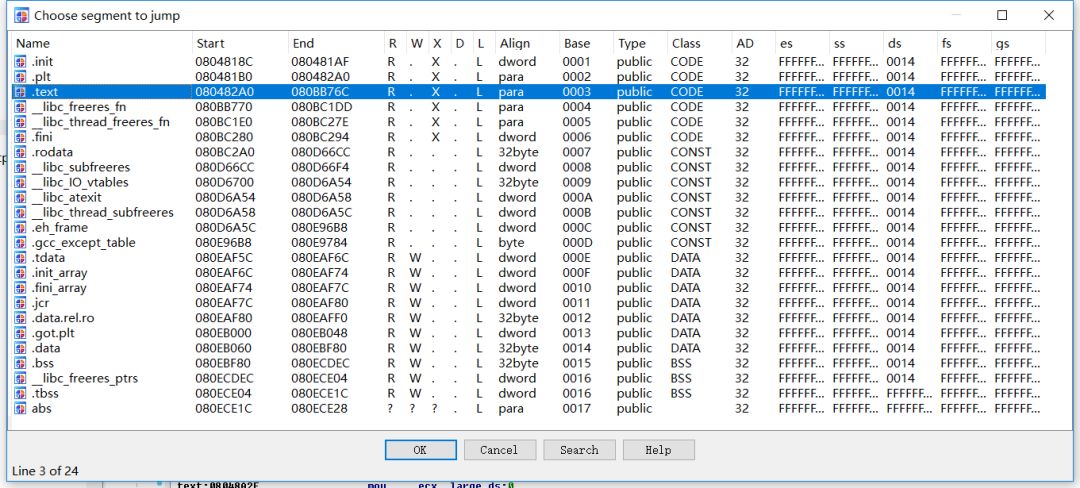 Choose segment to jump
Name Start End R W X D L Align Base Type Class AD es ss ds fs gs
.init 0804818C 080481AF R . X . L dword 0001 public CODE 32 FFFFFF... FFFFFF... 0014 FFFFFF... FFFFFF...
.plt 080481B0 080482A0 R . X . L para 0002 public CODE 32 FFFFFF... FFFFFF... 0014 FFFFFF... FFFFFF...
.text 080482A0 080BB76C R . X . L para 0003 public CODE 32 FFFFFF... FFFFFF... 0014 FFFFFF... FFFFFF...
__libc_freeres_fn 080BB770 080BC1DD R . X . L para 0004 public CODE 32 FFFFFF... FFFFFF... 0014 FFFFFF... FFFFFF...
__libc_thread_freeres_fn 080BC1E0 080BC27E R . X . L para 0005 public CODE 32 FFFFFF... FFFFFF... 0014 FFFFFF... FFFFFF...
.fini 080BC280 080BC294 R . X . L dword 0006 public CODE 32 FFFFFF... FFFFFF... 0014 FFFFFF... FFFFFF...
.rodata 080BC2A0 080D66CC R . . . L 32byte 0007 public CONST 32 FFFFFF... FFFFFF... 0014 FFFFFF... FFFFFF...
__libc_subfreeres 080D66CC 080D66F4 R . . . L dword 0008 public CONST 32 FFFFFF... FFFFFF... 0014 FFFFFF... FFFFFF...
__libc_IO_vtables 080D6700 080D6A54 R . . . L 32byte 0009 public CONST 32 FFFFFF... FFFFFF... 0014 FFFFFF... FFFFFF...
__libc_atexit 080D6A54 080D6A58 R . . . L dword 000A public CONST 32 FFFFFF... FFFFFF... 0014 FFFFFF... FFFFFF...
__libc_thread_subfreeres 080D6A58 080D6A5C R . . . L dword 000B public CONST 32 FFFFFF... FFFFFF... 0014 FFFFFF... FFFFFF...
.eh_frame 080D6A5C 080E96B8 R . . . L dword 000C public CONST 32 FFFFFF... FFFFFF... 0014 FFFFFF... FFFFFF...
.gcc_except_table 080E96B8 080E9784 R . . . L byte 000D public CONST 32 FFFFFF... FFFFFF... 0014 FFFFFF... FFFFFF...
.tdata 080EAF5C 080EAF6C R W . . L dword 000E public DATA 32 FFFFFF... FFFFFF... 0014 FFFFFF... FFFFFF...
.init_array 080EAF6C 080EAF74 R W . . L dword 000F public DATA 32 FFFFFF... FFFFFF... 0014 FFFFFF... FFFFFF...
.fini_array 080EAF74 080EAF7C R W . . L dword 0010 public DATA 32 FFFFFF... FFFFFF... 0014 FFFFFF... FFFFFF...
.jcr 080EAF7C 080EAF80 R W . . L dword 0011 public DATA 32 FFFFFF... FFFFFF... 0014 FFFFFF... FFFFFF...
.data.rel.ro 080EAF80 080EAFF0 R W . . L 32byte 0012 public DATA 32 FFFFFF... FFFFFF... 0014 FFFFFF... FFFFFF...
.got.plt 080EB000 080EB048 R W . . L dword 0013 public DATA 32 FFFFFF... FFFFFF... 0014 FFFFFF... FFFFFF...
.data 080EB060 080EBF80 R W . . L 32byte 0014 public DATA 32 FFFFFF... FFFFFF... 0014 FFFFFF... FFFFFF...
.bss 080EBF80 080ECDEC R W . . L 32byte 0015 public BSS 32 FFFFFF... FFFFFF... 0014 FFFFFF... FFFFFF...
__libc_freeres_ptrs 080ECDEC 080ECE04 R W . . L dword 0016 public BSS 32 FFFFFF... FFFFFF... 0014 FFFFFF... FFFFFF...
.tbss 080ECE04 080ECE1C R W . . L dword 0016 public BSS 32 FFFFFF... FFFFFF... FFFFFF... FFFFFF... FFFFFF...
abs 080ECE1C 080ECE28 ? ? ? . L para 0017 public 32 FFFFFF... FFFFFF... FFFFFF... FFFFFF... FFFFFF...
OK Cancel Search Help
Line 3 of 24